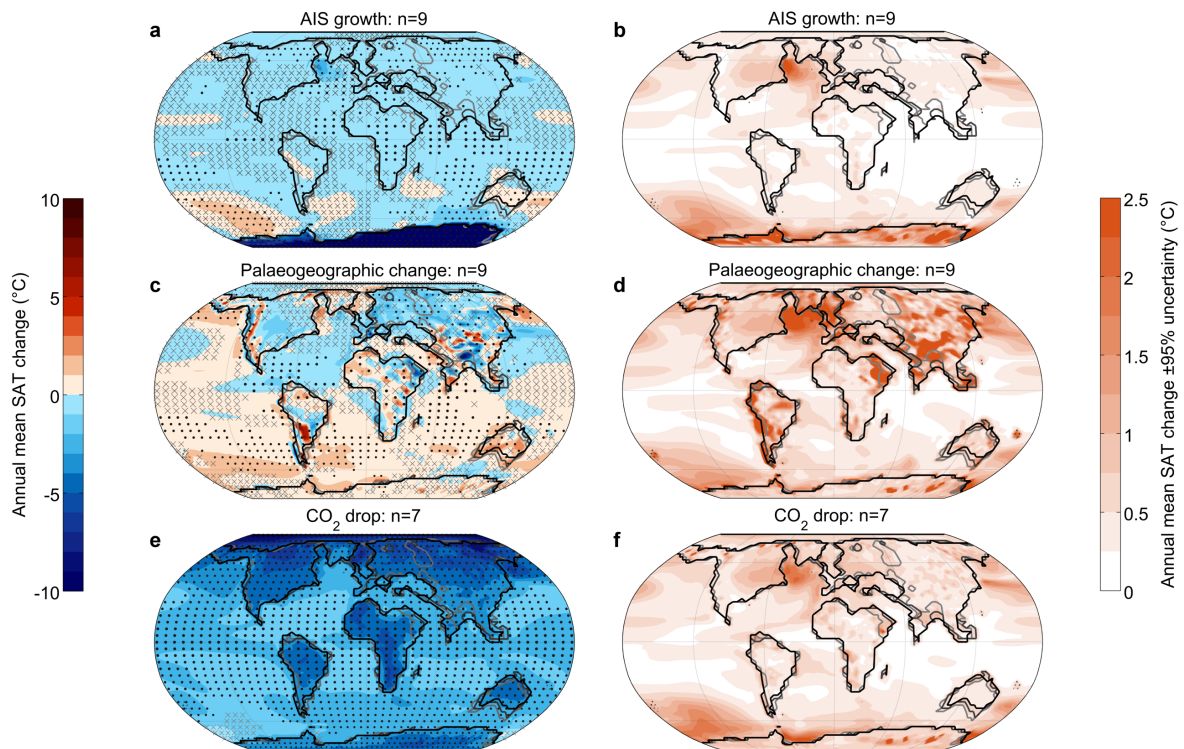 AIS growth: n=9
AIS growth: n=9
a
b
Palaeogeographic change: n=9
Palaeogeographic change: n=9
c
d
CO2 drop: n=7
CO2 drop: n=7
e
f
Annual mean SAT change (°C)
10
5
0
-5
-10
Annual mean SAT change ±95% uncertainty (°C)
2.5
2
1.5
1
0.5
0